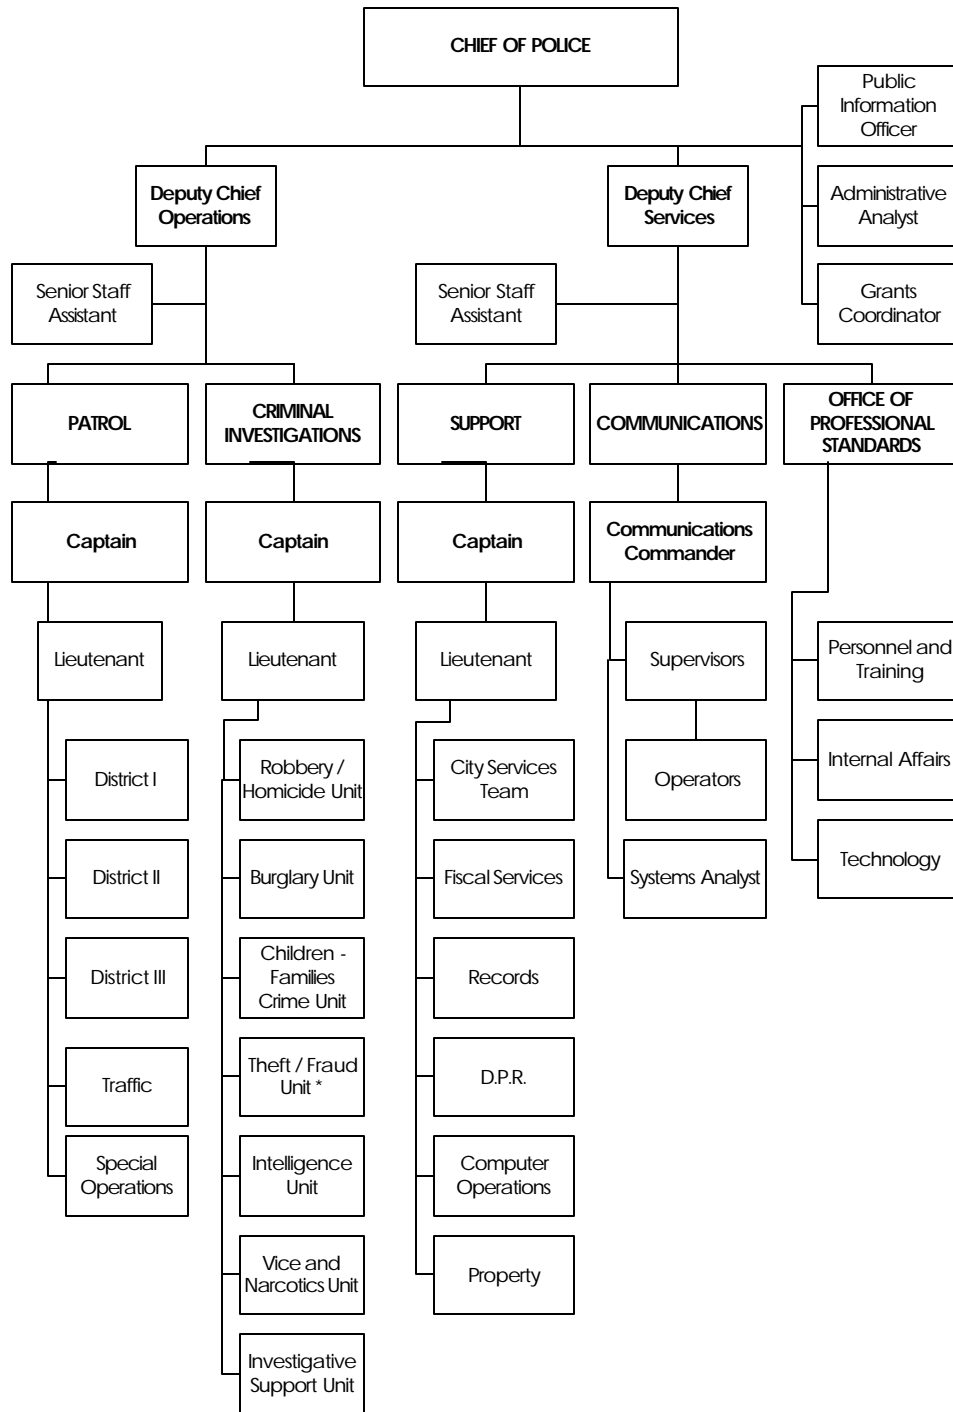 CHIEF OF POLICE
Public
Information
Officer
Deputy Chief
Operations
Deputy Chief
Services
Administrative
Analyst
Senior Staff
Assistant
Senior Staff
Assistant
Grants
Coordinator
PATROL
CRIMINAL
INVESTIGATIONS
SUPPORT
COMMUNICATIONS
OFFICE OF
PROFESSIONAL
STANDARDS
Captain
Captain
Captain
Communications
Commander
Lieutenant
Lieutenant
Lieutenant
Supervisors
Personnel and
Training
District I
Robbery /
Homicide Unit
City Services
Team
Operators
Internal Affairs
District II
Burglary Unit
Fiscal Services
Systems Analyst
Technology
District III
Children -
Families
Crime Unit
Records
Traffic
Theft / Fraud
Unit *
D.P.R.
Special
Operations
Intelligence
Unit
Computer
Operations
Vice and
Narcotics Unit
Property
Investigative
Support Unit